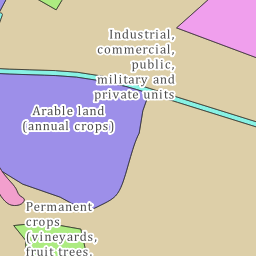 Industrial,
commercial,
public,
military and
private units
Arable land
(annual crops)
Permanent
crops
(vineyards,
fruit trees,